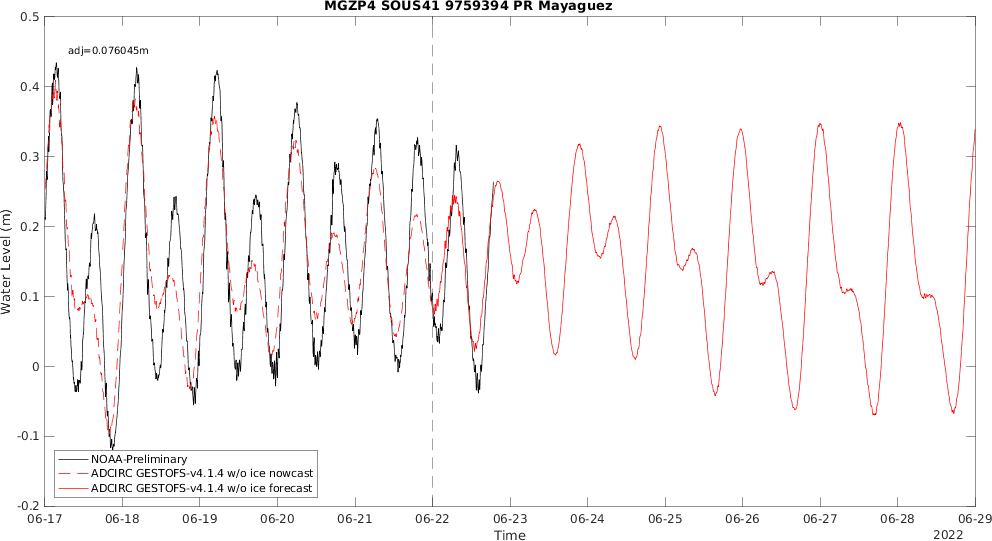 MGZP4 SOUS41 9759394 PR Mayaguez
adj=0.076045m
0.5
0.4
0.3
0.2
0.1
0
-0.1
-0.2
Water Level (m)
NOAA-Preliminary
ADCIRC GESTOFS-v4.1.4 w/o ice nowcast
ADCIRC GESTOFS-v4.1.4 w/o ice forecast
06-17 06-18 06-19 06-20 06-21 06-22 06-23 06-24 06-25 06-26 06-27 06-28 06-29
Time
2022